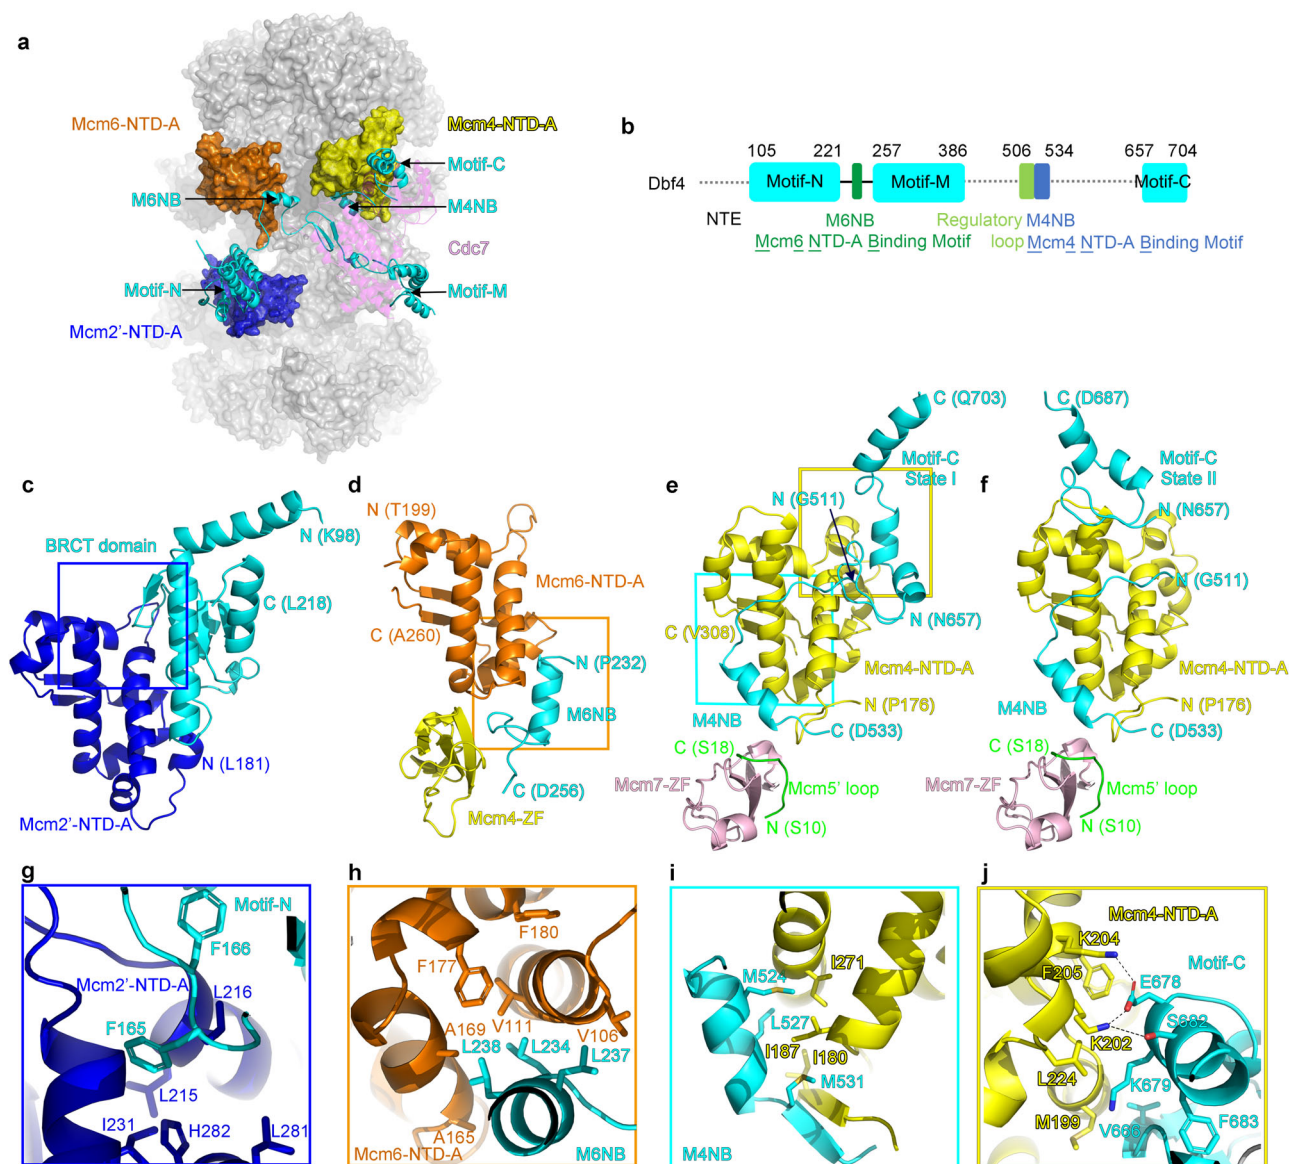 a
Mcm6-NTD-A
Mcm4-NTD-A
Motif-C
M6NB
M4NB
Cdc7
Motif-N
Motif-M
Mcm2'-NTD-A
b
105 221 257 386 506 534 657 704
Dbf4
Motif-N
Motif-M
Motif-C
NTE
M6NB
Regulatory
M4NB
Mcm6 NTD-A Binding Motif
loop
Mcm4 NTD-A Binding Motif
c
BRCT domain
N (K98)
C (L218)
N (L181)
Mcm2'-NTD-A
d
N (T199)
Mcm6-NTD-A
C (A260)
N (P232)
M6NB
C (D256)
Mcm4-ZF
e
C (Q703)
Motif-C
State I
N (G511)
N (N657)
C (V308)
Mcm4-NTD-A
N (P176)
M4NB
C (D533)
C (S18)
Mcm7-ZF
Mcm5' loop
N (S10)
f
C (D687)
Motif-C
State II
N (N657)
N (G511)
Mcm4-NTD-A
M4NB
N (P176)
C (D533)
C (S18)
Mcm7-ZF
Mcm5' loop
N (S10)
g
Motif-N
F166
Mcm2'-NTD-A
L216
F165
L215
I231
H282
L281
h
F180
F177
A169
V111
V106
L238
L234
L237
A165
Mcm6-NTD-A
M6NB
i
M524
I271
L527
I187
I180
M531
M4NB
j
Mcm4-NTD-A
K204
Motif-C
F205
E678
S682
K202
L224
K679
M199
V666
F683